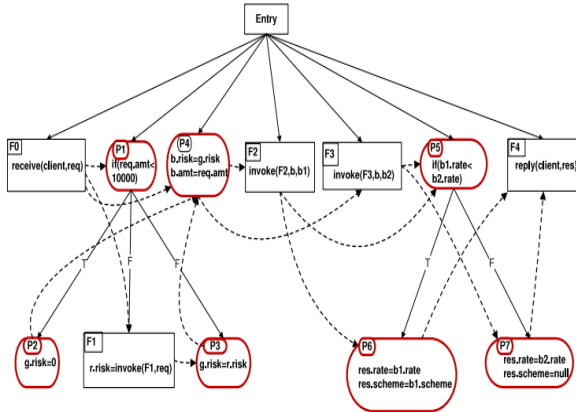 Entry
F0
receive(client,req)
P1
if(req.amt<
10000)
P4
b.risk=g.risk
b.amt=req.amt
F2
invoke(F2,b,b1)
F3
invoke(F3,b,b2)
P5
if(b1.rate<
b2.rate)
F4
reply(client,res)
T
F
F
T
F
P2
g.risk=0
F1
r.risk=invoke(F1,req)
P3
g.risk=r.risk
P6
res.rate=b1.rate
res.scheme=b1.scheme
P7
res.rate=b2.rate
res.scheme=null